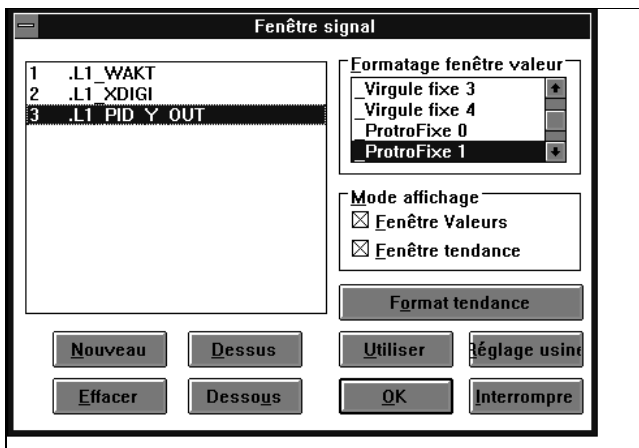 Fenêtre signal
1 .L1_WAKT
2 .L1_XDIGI
3 .L1_PID_Y_OUT
Formatage fenêtre valeur
_Virgule fixe 3
_Virgule fixe 4
_ProtroFixe 0
_ProtroFixe 1
Mode affichage
Fenêtre Valeurs
Fenêtre tendance
Format tendance
Nouveau Dessus Utiliser Réglage usine
Effacer Dessous OK Interrompre